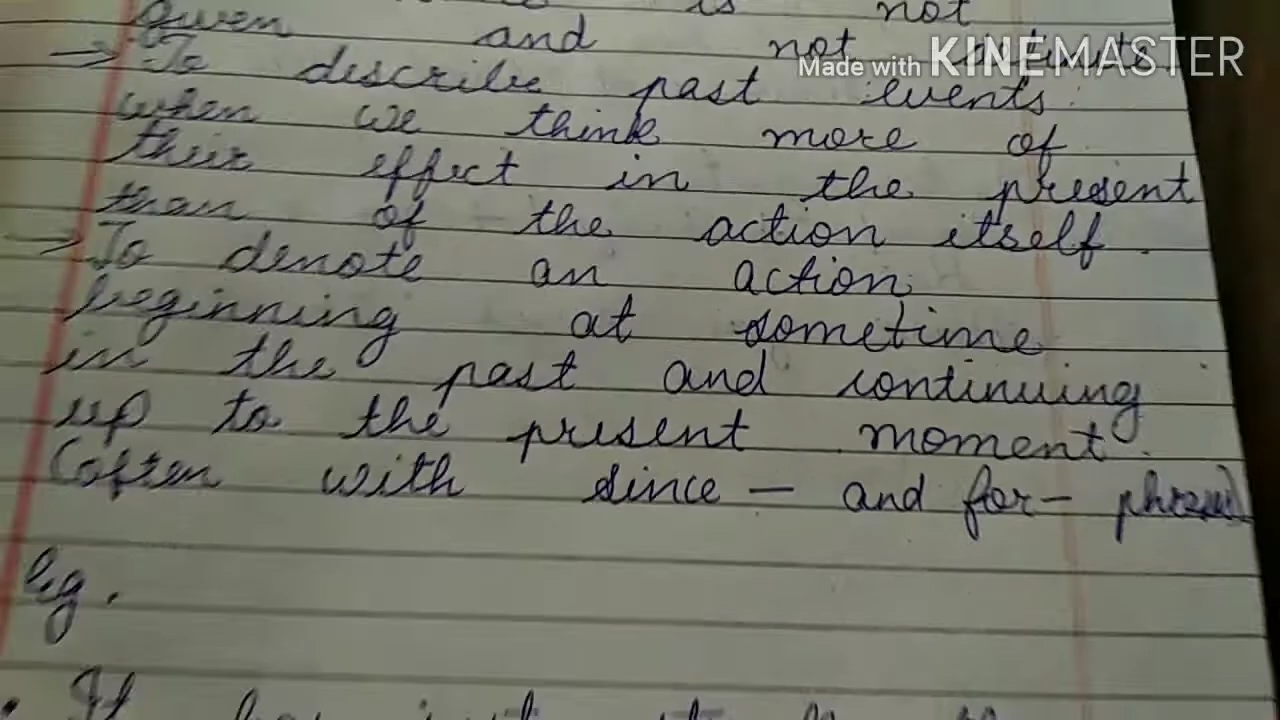 is not
given and not definite
Made with KINEMASTER
→ To describe past events
when we think more of
their effect in the present
than of the action itself.
→ To denote an action
beginning at sometime
in the past and continuing
up to the present moment.
(often with since — and for — phrases)
eg.